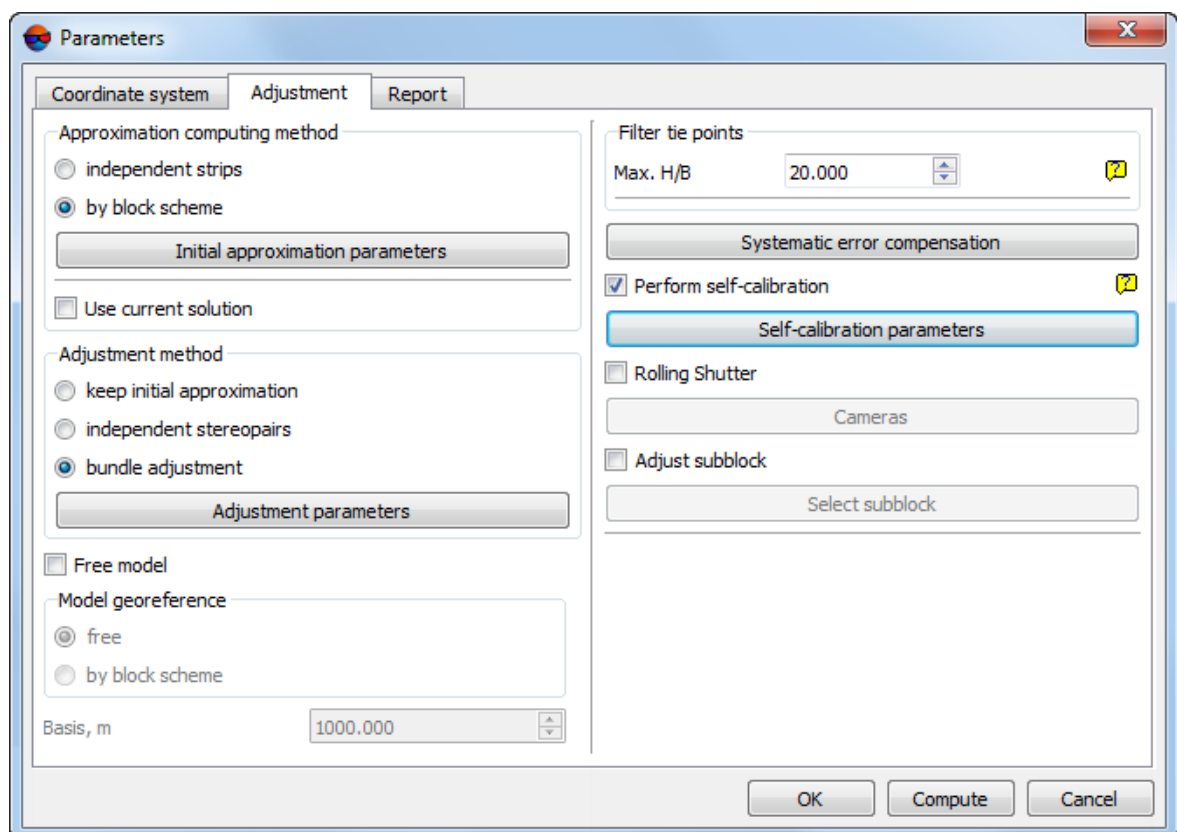 Parameters
Coordinate system
Adjustment
Report
Approximation computing method
independent strips
by block scheme
Initial approximation parameters
Use current solution
Adjustment method
keep initial approximation
independent stereopairs
bundle adjustment
Adjustment parameters
Free model
Model georeference
free
by block scheme
Basis, m
1000.000
Filter tie points
Max. H/B
20.000
?
Systematic error compensation
Perform self-calibration
?
Self-calibration parameters
Rolling Shutter
Cameras
Adjust subblock
Select subblock
OK
Compute
Cancel